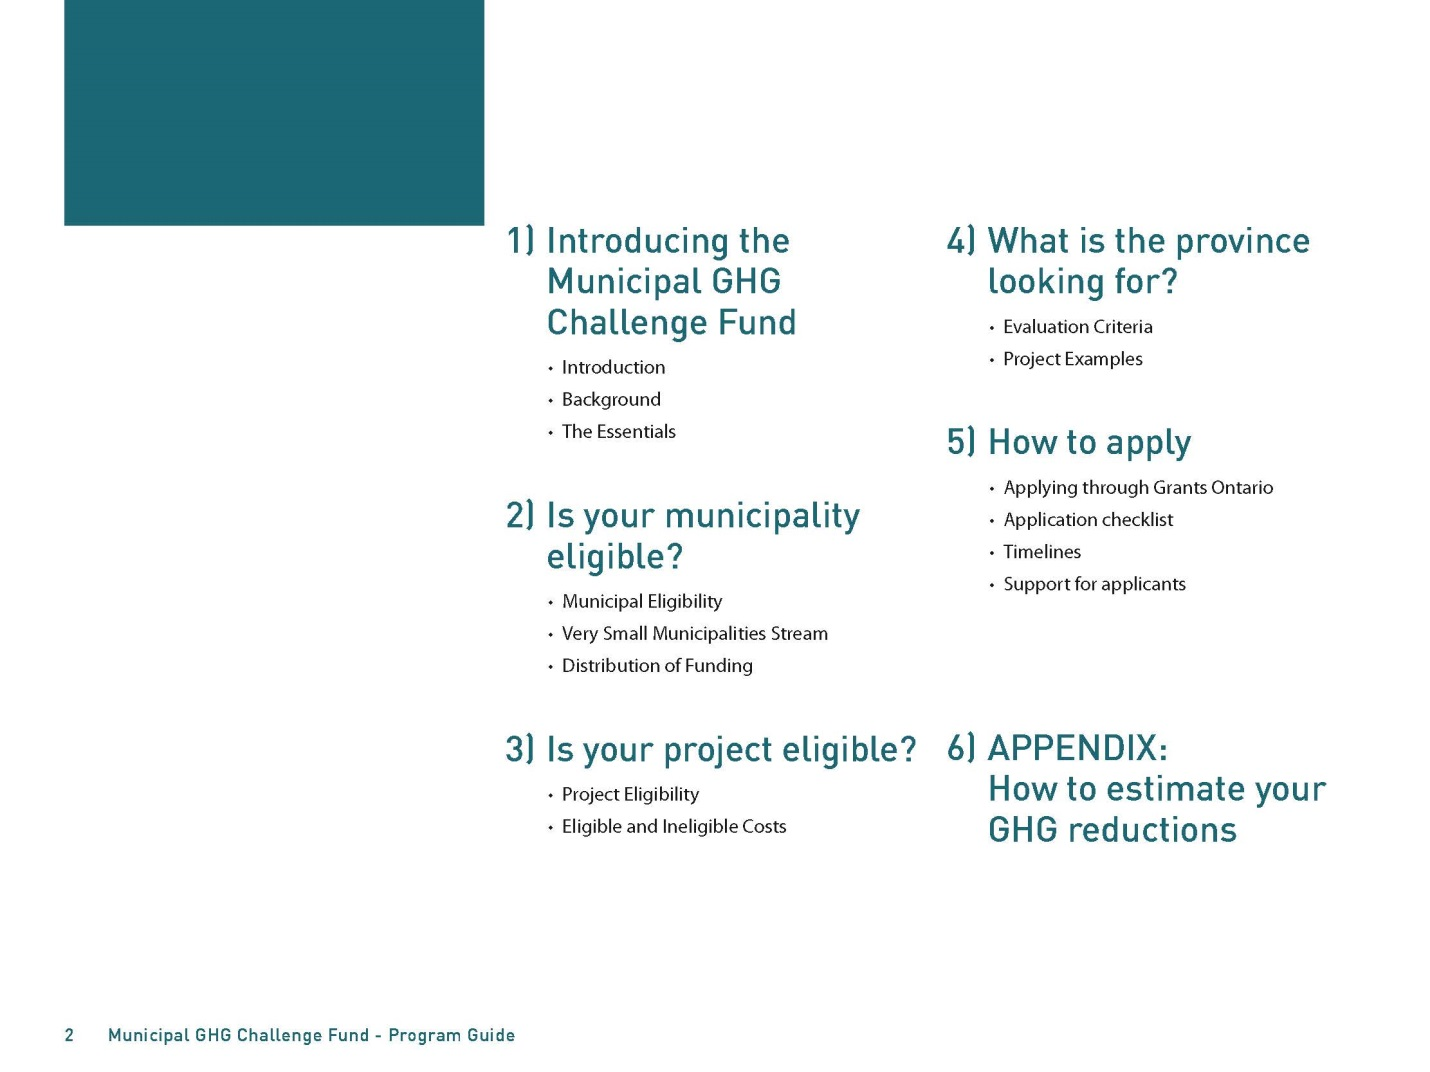 1) Introducing the
Municipal GHG
Challenge Fund
• Introduction
• Background
• The Essentials
2) Is your municipality
eligible?
• Municipal Eligibility
• Very Small Municipalities Stream
• Distribution of Funding
3) Is your project eligible?
• Project Eligibility
• Eligible and Ineligible Costs
4) What is the province
looking for?
• Evaluation Criteria
• Project Examples
5) How to apply
• Applying through Grants Ontario
• Application checklist
• Timelines
• Support for applicants
6) APPENDIX:
How to estimate your
GHG reductions
2 Municipal GHG Challenge Fund - Program Guide